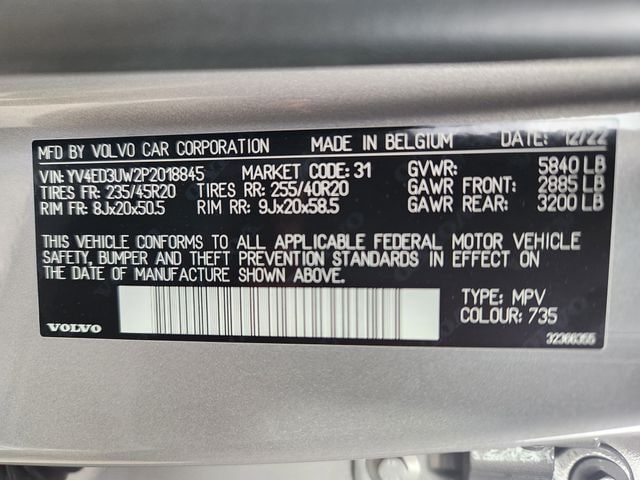 MFD BY VOLVO CAR CORPORATION MADE IN BELGIUM DATE: 12/22
VIN: YV4ED3UW2P2018845 MARKET CODE: 31 GVWR: 5840 LB
TIRES FR: 235/45R20 TIRES RR: 255/40R20 GAWR FRONT: 2885 LB
RIM FR: 8Jx20x50.5 RIM RR: 9Jx20x58.5 GAWR REAR: 3200 LB
THIS VEHICLE CONFORMS TO ALL APPLICABLE FEDERAL MOTOR VEHICLE
SAFETY, BUMPER AND THEFT PREVENTION STANDARDS IN EFFECT ON
THE DATE OF MANUFACTURE SHOWN ABOVE.
TYPE: MPV
COLOUR: 735
VOLVO 32366355